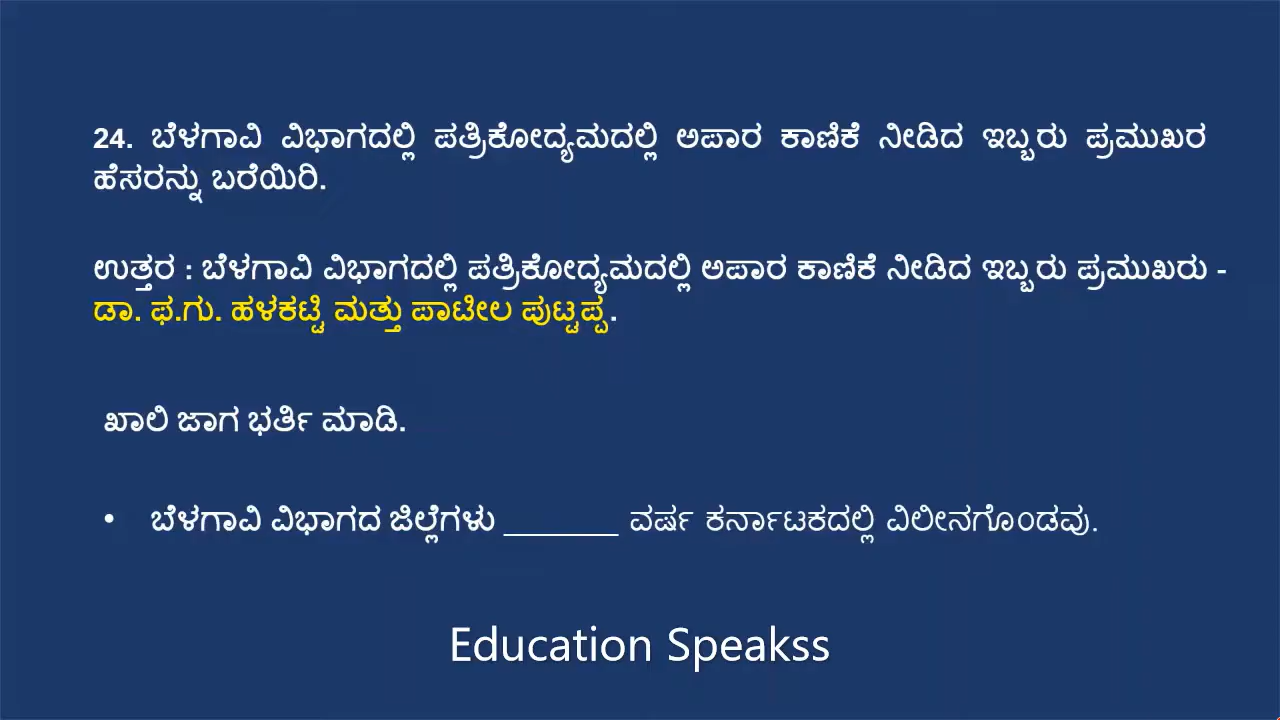 24. ಬೆಳಗಾವಿ ವಿಭಾಗದಲ್ಲಿ ಪತ್ರಿಕೋದ್ಯಮದಲ್ಲಿ ಅಪಾರ ಕಾಣಿಕೆ ನೀಡಿದ ಇಬ್ಬರು ಪ್ರಮುಖರ
ಹೆಸರನ್ನು ಬರೆಯಿರಿ.
ಉತ್ತರ : ಬೆಳಗಾವಿ ವಿಭಾಗದಲ್ಲಿ ಪತ್ರಿಕೋದ್ಯಮದಲ್ಲಿ ಅಪಾರ ಕಾಣಿಕೆ ನೀಡಿದ ಇಬ್ಬರು ಪ್ರಮುಖರು -
ಡಾ. ಫ.ಗು. ಹಳಕಟ್ಟಿ ಮತ್ತು ಪಾಟೀಲ ಪುಟ್ಟಪ್ಪ.
ಖಾಲಿ ಜಾಗ ಭರ್ತಿ ಮಾಡಿ.
• ಬೆಳಗಾವಿ ವಿಭಾಗದ ಜಿಲ್ಲೆಗಳು _______ ವರ್ಷ ಕರ್ನಾಟಕದಲ್ಲಿ ವಿಲೀನಗೊಂಡವು.
Education Speakss